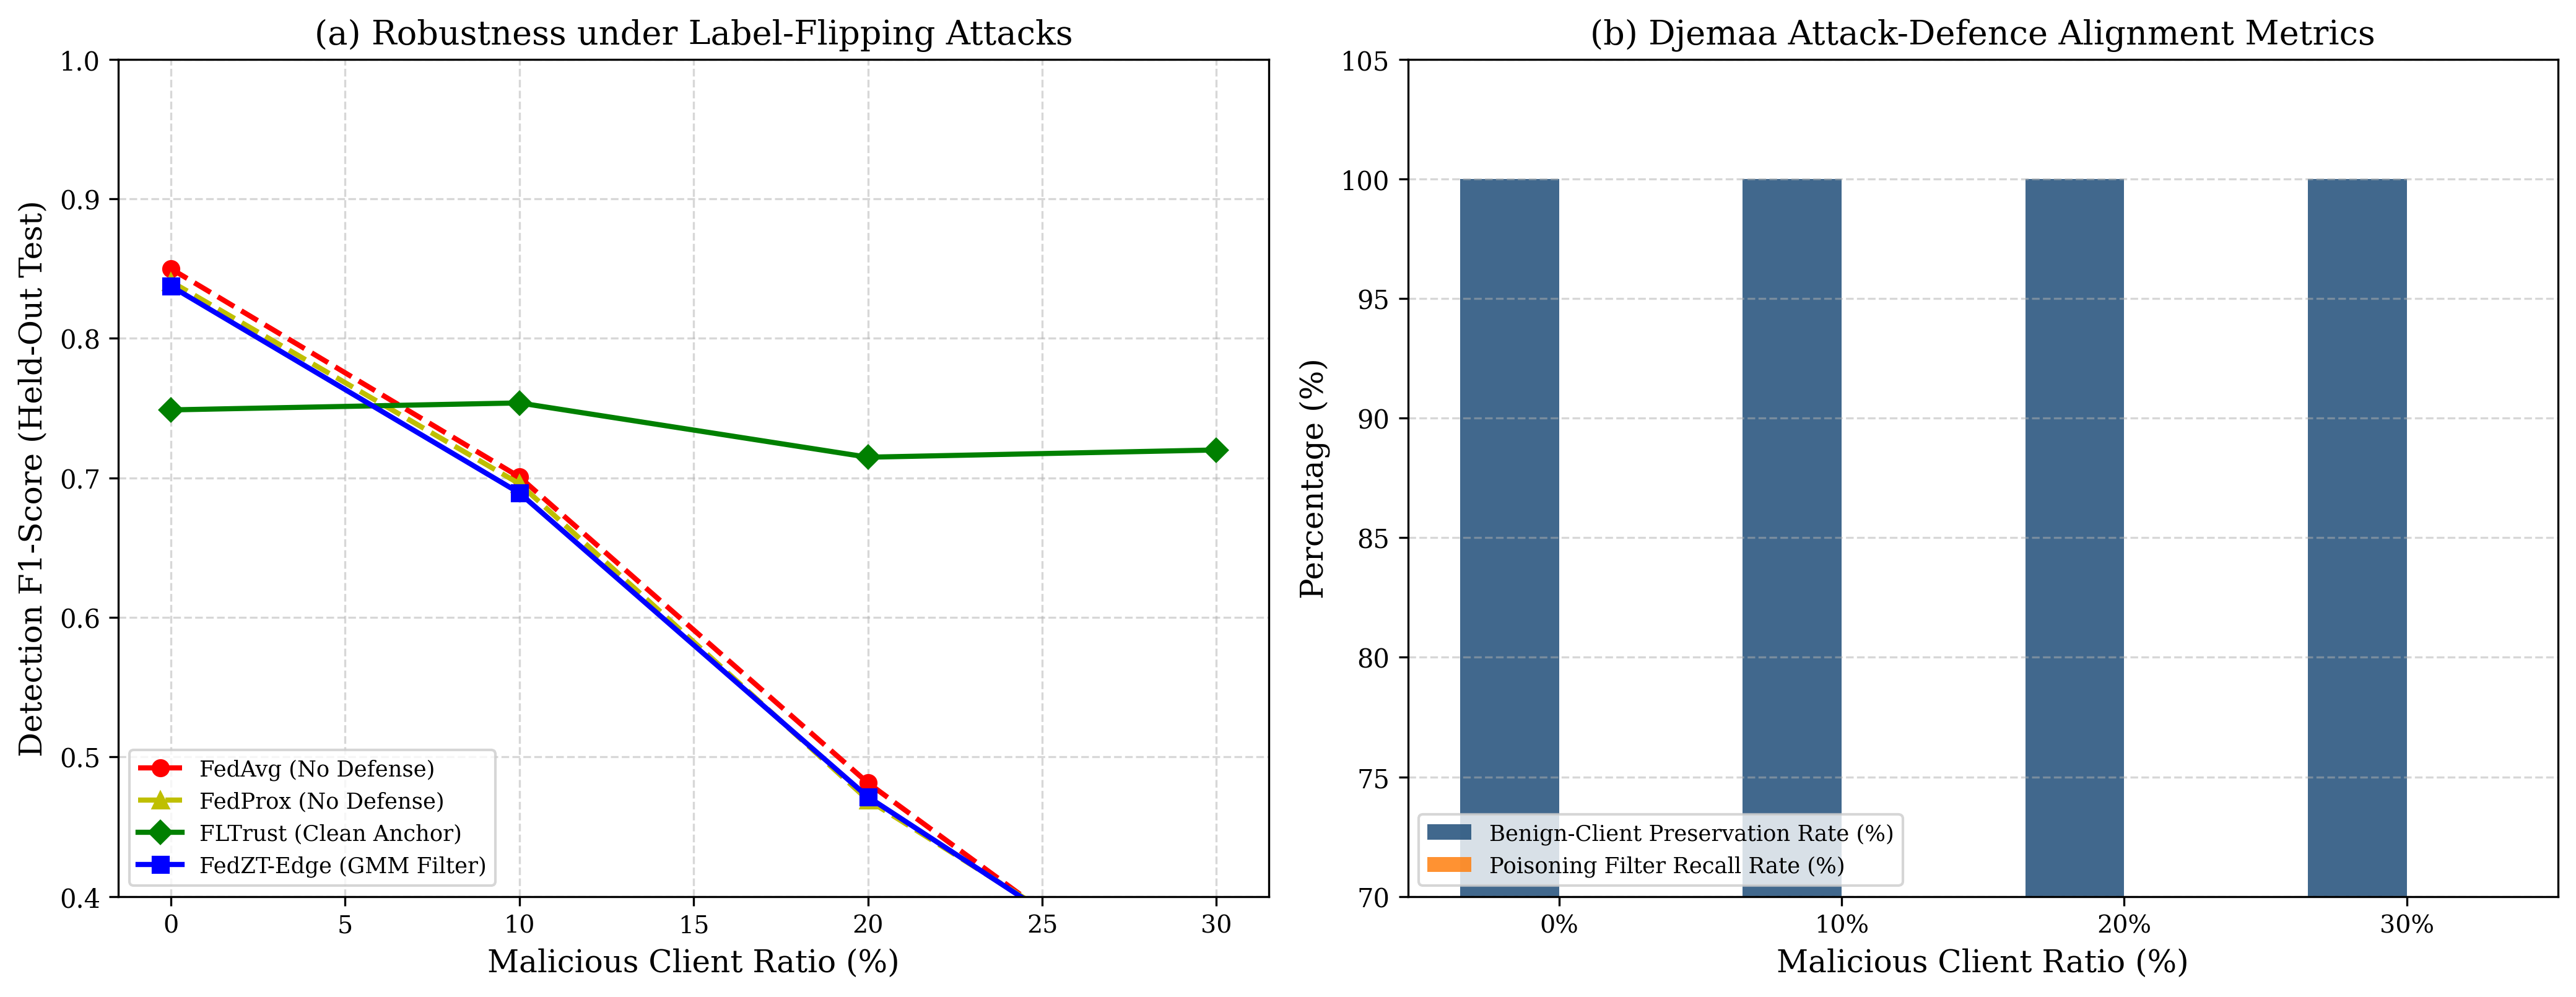 (a) Robustness under Label-Flipping Attacks
Detection F1-Score (Held-Out Test)
1.0
0.9
0.8
0.7
0.6
0.5
0.4
FedAvg (No Defense)
FedProx (No Defense)
FLTrust (Clean Anchor)
FedZT-Edge (GMM Filter)
0 5 10 15 20 25 30
Malicious Client Ratio (%)
(b) Djemaa Attack-Defence Alignment Metrics
Percentage (%)
105
100
95
90
85
80
75
70
Benign-Client Preservation Rate (%)
Poisoning Filter Recall Rate (%)
0% 10% 20% 30%
Malicious Client Ratio (%)